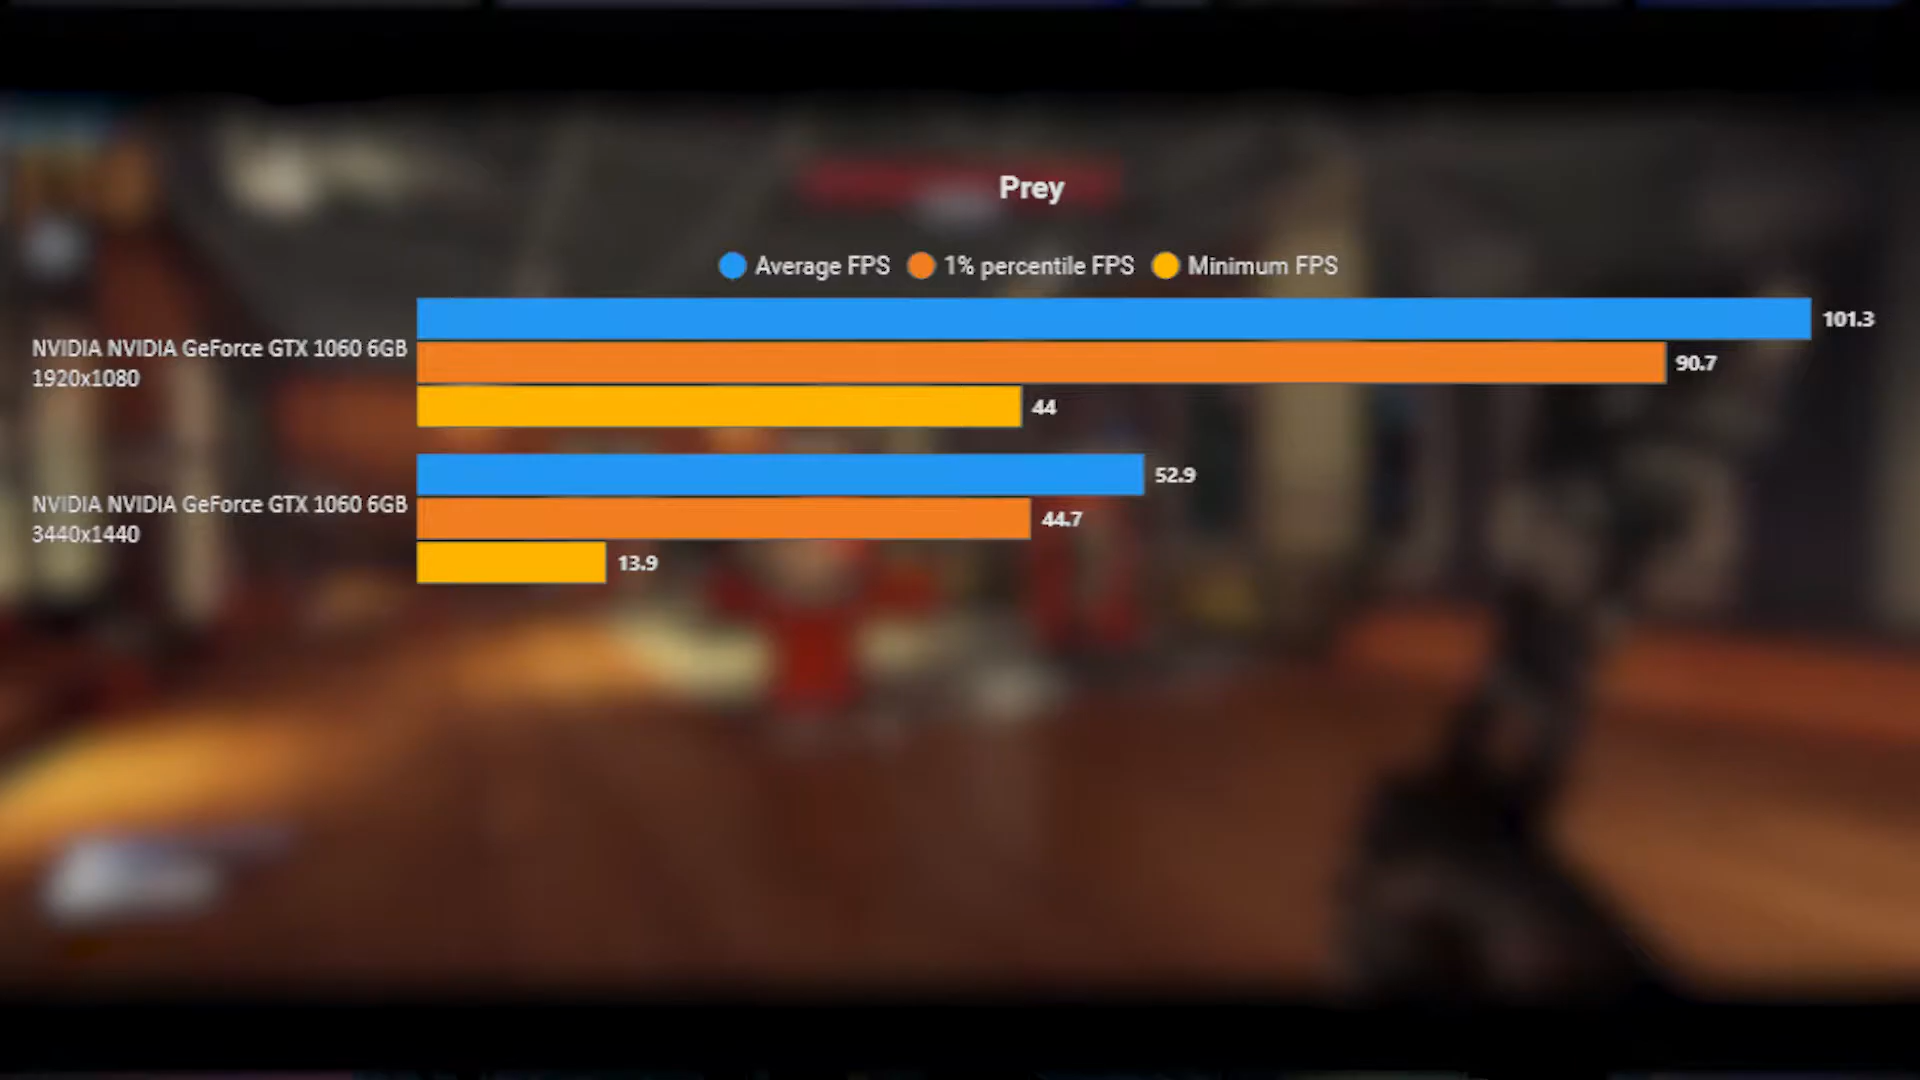 Prey
Average FPS 1% percentile FPS Minimum FPS
NVIDIA NVIDIA GeForce GTX 1060 6GB
1920x1080
101.3
90.7
44
NVIDIA NVIDIA GeForce GTX 1060 6GB
3440x1440
52.9
44.7
13.9